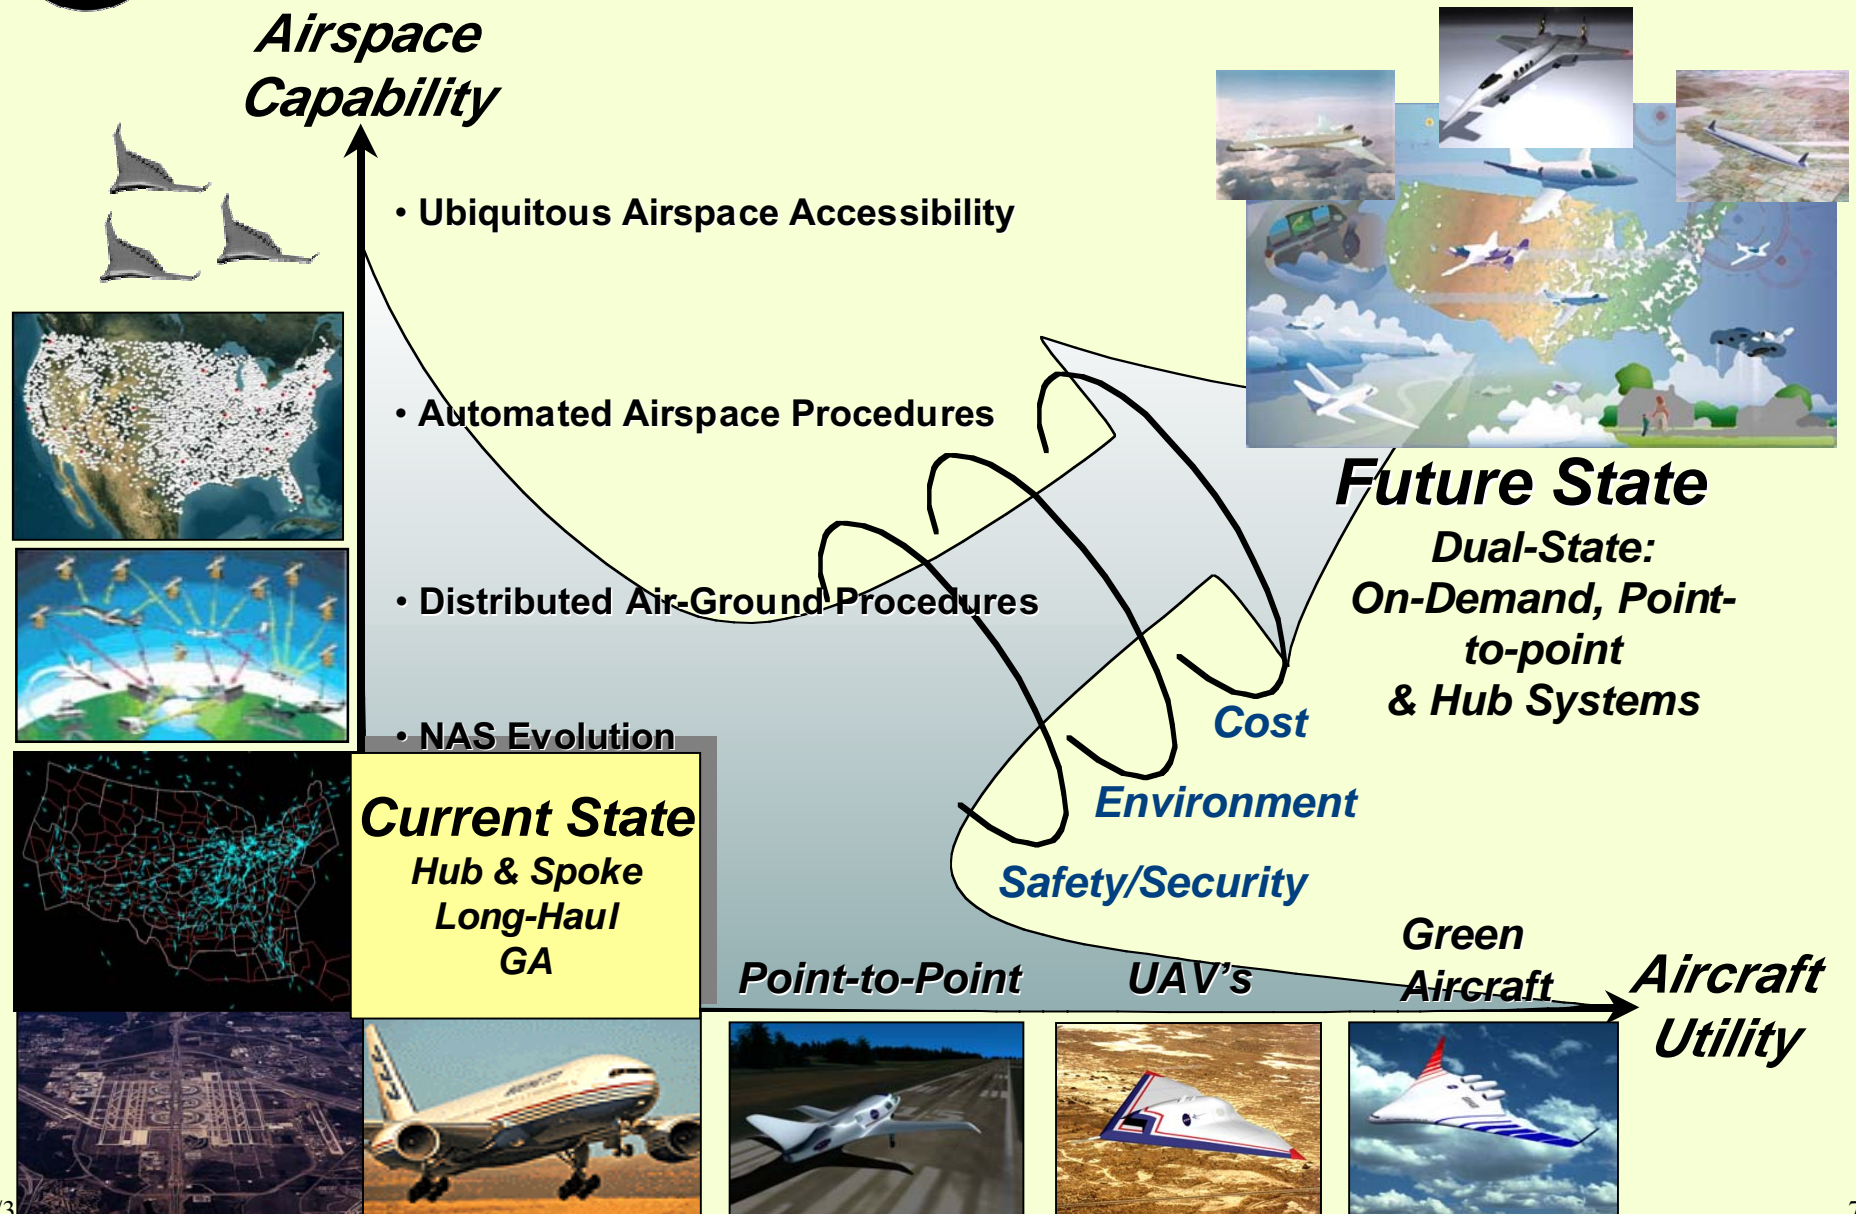 Airspace
Capability
• Ubiquitous Airspace Accessibility
• Automated Airspace Procedures
• Distributed Air-Ground Procedures
• NAS Evolution
Current State
Hub & Spoke
Long-Haul
GA
Future State
Dual-State:
On-Demand, Point-
to-point
& Hub Systems
Cost
Environment
Safety/Security
Point-to-Point
UAV's
Green
Aircraft
Aircraft
Utility